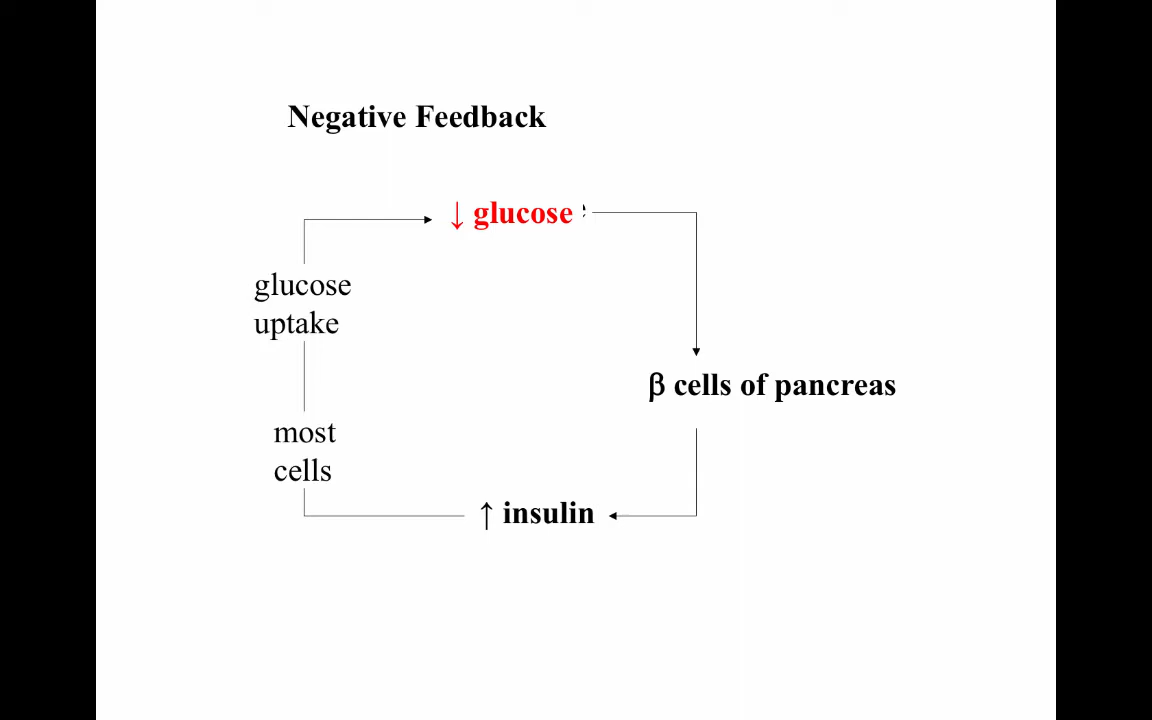 Negative Feedback
↓ glucose
glucose
uptake
β cells of pancreas
most
cells
↑ insulin